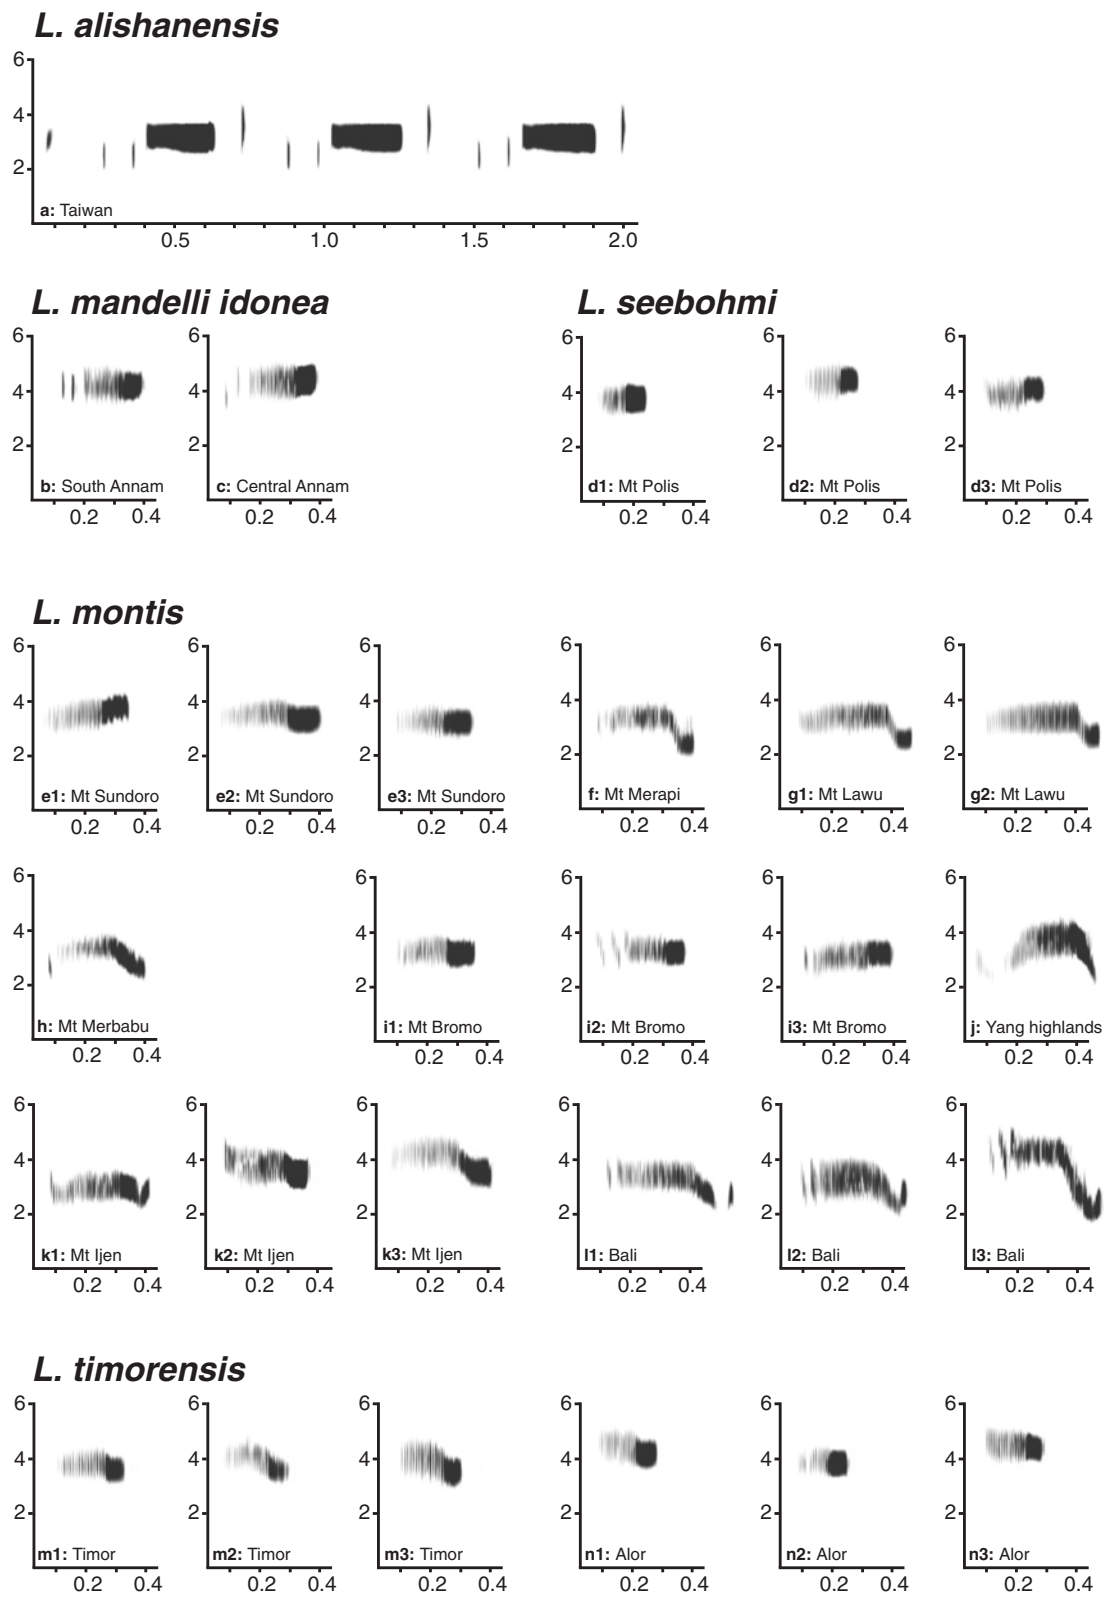 L. alishanensis
6
4
2
a: Taiwan
0.5 1.0 1.5 2.0
L. mandelli idonea L. seebohmi
6 6 6 6 6
4 4 4 4 4
2 2 2 2 2
b: South Annam c: Central Annam d1: Mt Polis d2: Mt Polis d3: Mt Polis
0.2 0.4 0.2 0.4 0.2 0.4 0.2 0.4 0.2 0.4
L. montis
6 6 6 6 6 6
4 4 4 4 4 4
2 2 2 2 2 2
e1: Mt Sundoro e2: Mt Sundoro e3: Mt Sundoro f: Mt Merapi g1: Mt Lawu g2: Mt Lawu
0.2 0.4 0.2 0.4 0.2 0.4 0.2 0.4 0.2 0.4 0.2 0.4
6 6 6 6 6
4 4 4 4 4
2 2 2 2 2
h: Mt Merbabu i1: Mt Bromo i2: Mt Bromo i3: Mt Bromo j: Yang highlands
0.2 0.4 0.2 0.4 0.2 0.4 0.2 0.4 0.2 0.4
6 6 6 6 6 6
4 4 4 4 4 4
2 2 2 2 2 2
k1: Mt Ijen k2: Mt Ijen k3: Mt Ijen l1: Bali l2: Bali l3: Bali
0.2 0.4 0.2 0.4 0.2 0.4 0.2 0.4 0.2 0.4 0.2 0.4
L. timorensis
6 6 6 6 6 6
4 4 4 4 4 4
2 2 2 2 2 2
m1: Timor m2: Timor m3: Timor n1: Alor n2: Alor n3: Alor
0.2 0.4 0.2 0.4 0.2 0.4 0.2 0.4 0.2 0.4 0.2 0.4